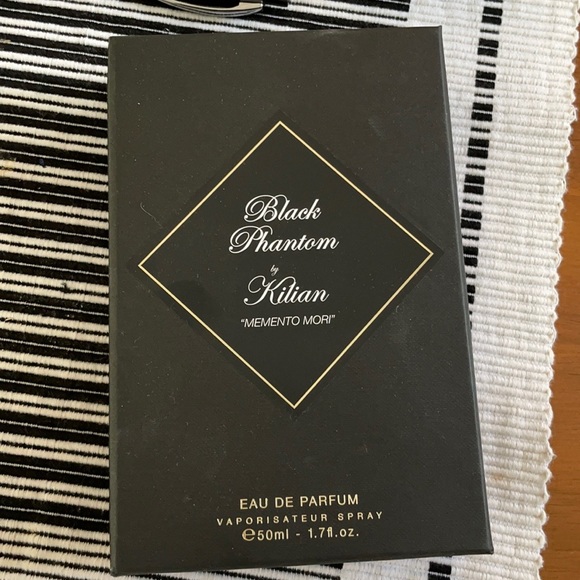 Black
Phantom
by
Kilian
"MEMENTO MORI"
EAU DE PARFUM
VAPORISATEUR SPRAY
℮50ml - 1.7fl.oz.